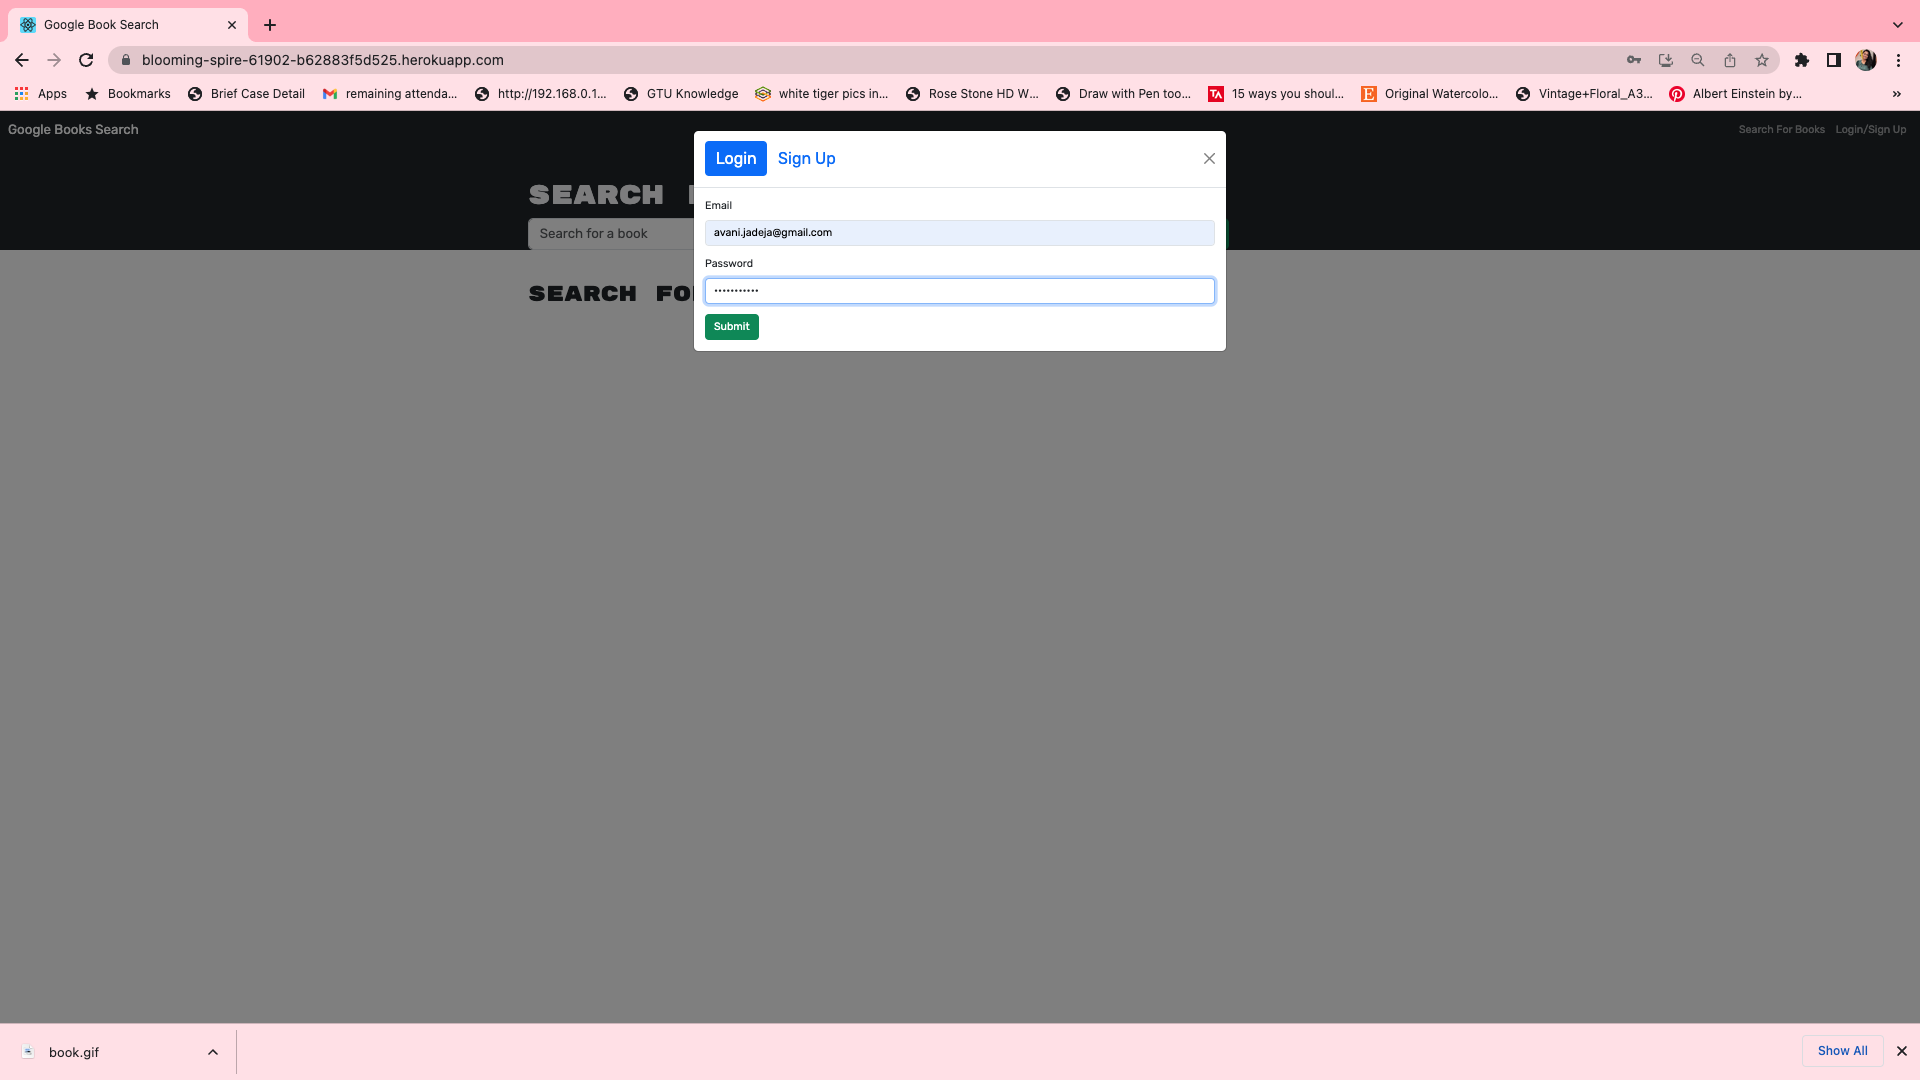 Google Book Search
blooming-spire-61902-b62883f5d525.herokuapp.com
Apps Bookmarks Brief Case Detail remaining attenda... http://192.168.0.1... GTU Knowledge white tiger pics in... Rose Stone HD W... Draw with Pen too... 15 ways you shoul... Original Watercolo... Vintage+Floral_A3... Albert Einstein by... »
Google Books Search Search For Books Login/Sign Up
Login Sign Up
SEARCH
Email
Search for a book
avani.jadeja@gmail.com
Password
SEARCH FO
•••••••••••
Submit
book.gif Show All